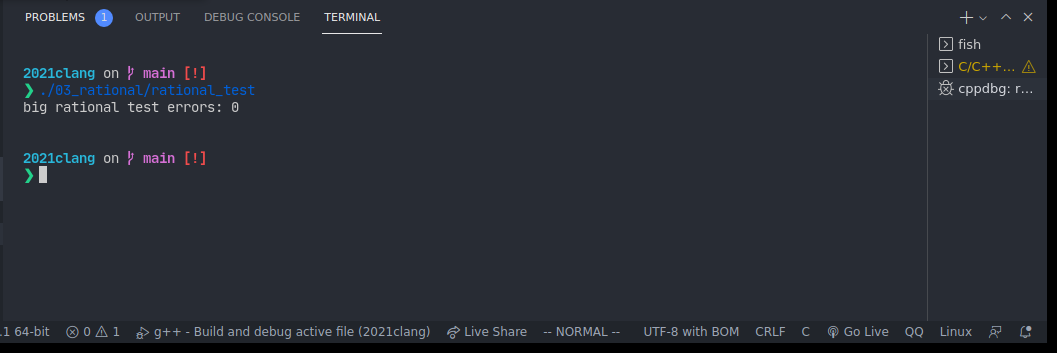 PROBLEMS 1 OUTPUT DEBUG CONSOLE TERMINAL
fish
C/C++...
cppdbg: r...
2021clang on main [!]
❯ ./03_rational/rational_test
big rational test errors: 0
2021clang on main [!]
❯
.1 64-bit 0 1 g++ - Build and debug active file (2021clang) Live Share -- NORMAL -- UTF-8 with BOM CRLF C Go Live QQ Linux